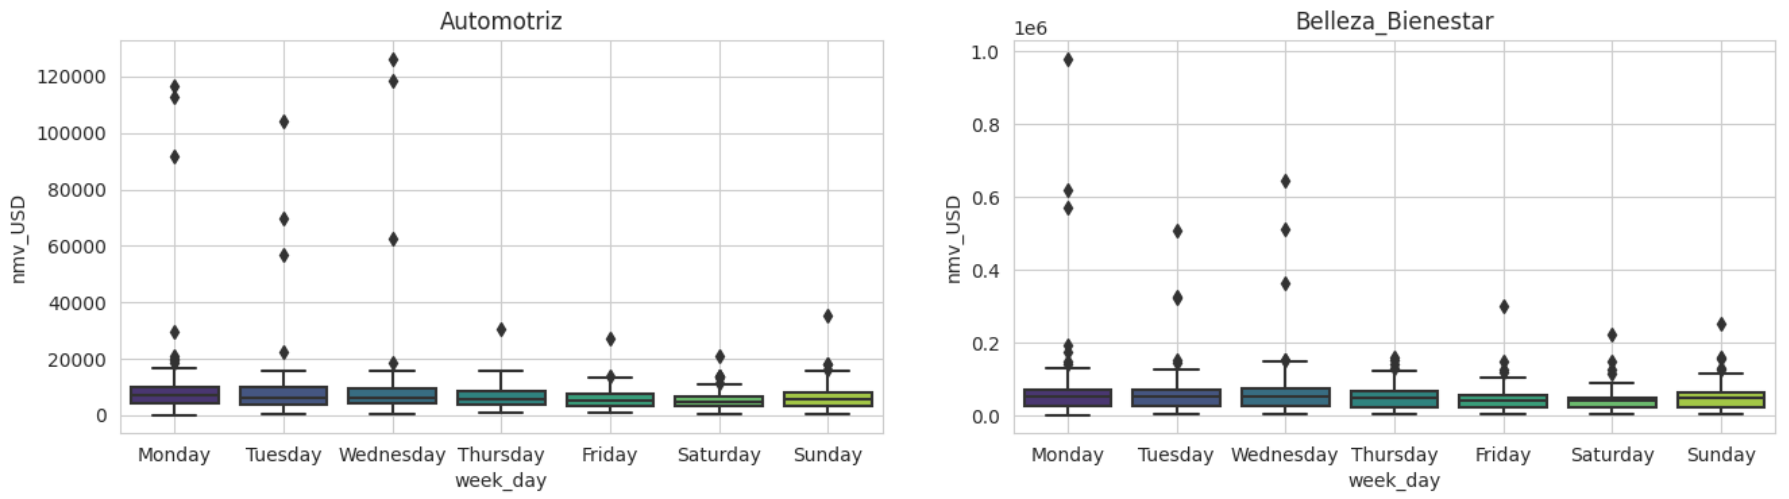 Automotriz
120000
100000
80000
60000
40000
20000
0
nmv_USD
Monday Tuesday Wednesday Thursday Friday Saturday Sunday
week_day
Belleza_Bienestar
1e6
1.0
0.8
0.6
0.4
0.2
0.0
nmv_USD
Monday Tuesday Wednesday Thursday Friday Saturday Sunday
week_day